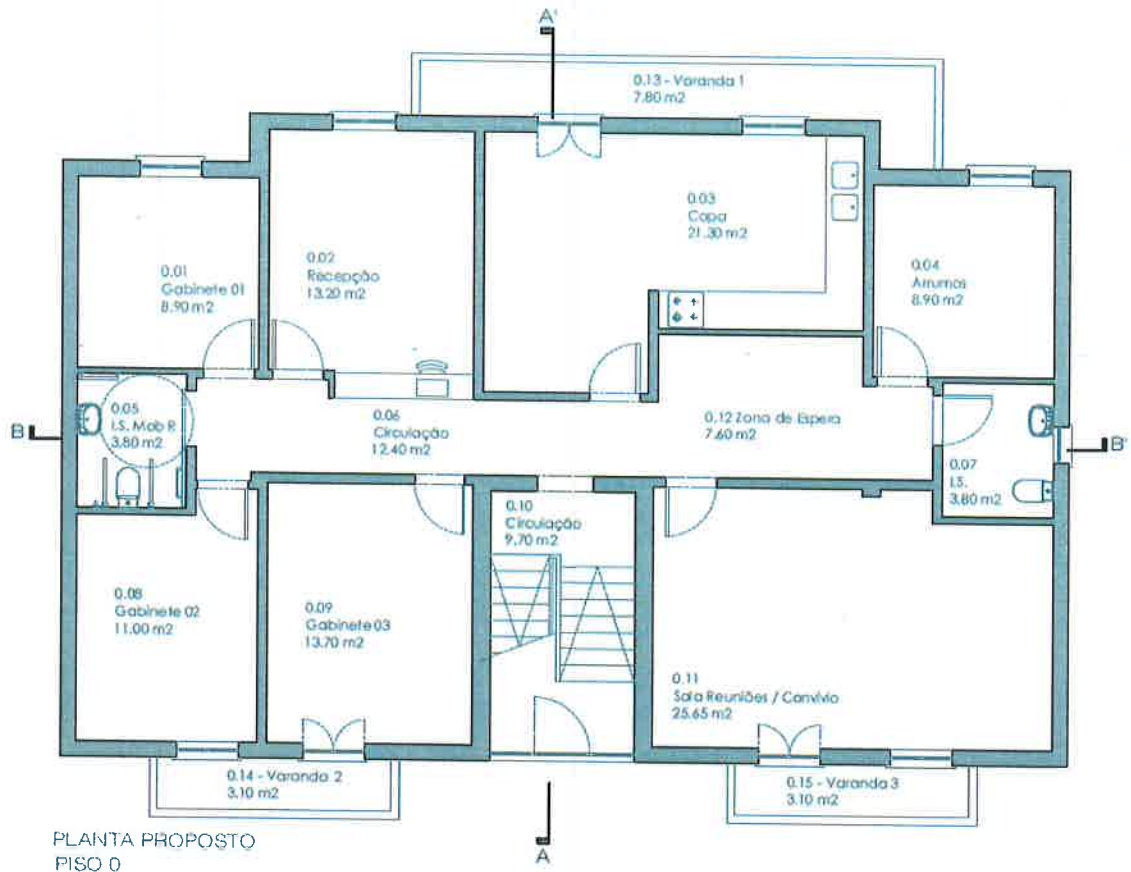 A'
0.13 - Varanda 1
7.80 m2
0.01
Gabinete 01
8.90 m2
0.02
Recepção
13.20 m2
0.03
Copa
21.30 m2
0.04
Arrumos
8.90 m2
B
0.05
I.S. Mob R
3.80 m2
0.06
Circulação
12.40 m2
0.12 Zona de Espera
7.60 m2
0.07
I.S.
3.80 m2
B'
0.08
Gabinete 02
11.00 m2
0.09
Gabinete 03
13.70 m2
0.10
Circulação
9.70 m2
0.11
Sala Reuniões / Convívio
25.65 m2
0.14 - Varanda 2
3.10 m2
0.15 - Varanda 3
3.10 m2
A
PLANTA PROPOSTO
PISO 0